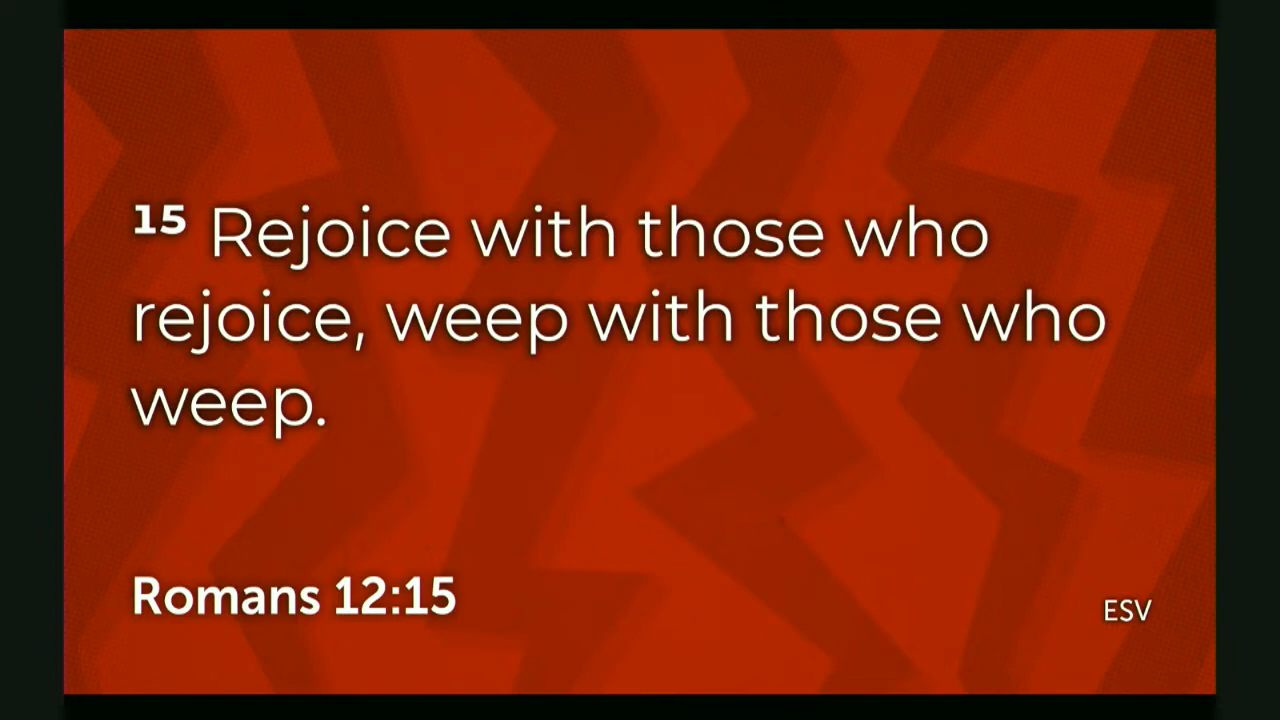 15 Rejoice with those who
rejoice, weep with those who
weep.
Romans 12:15
ESV